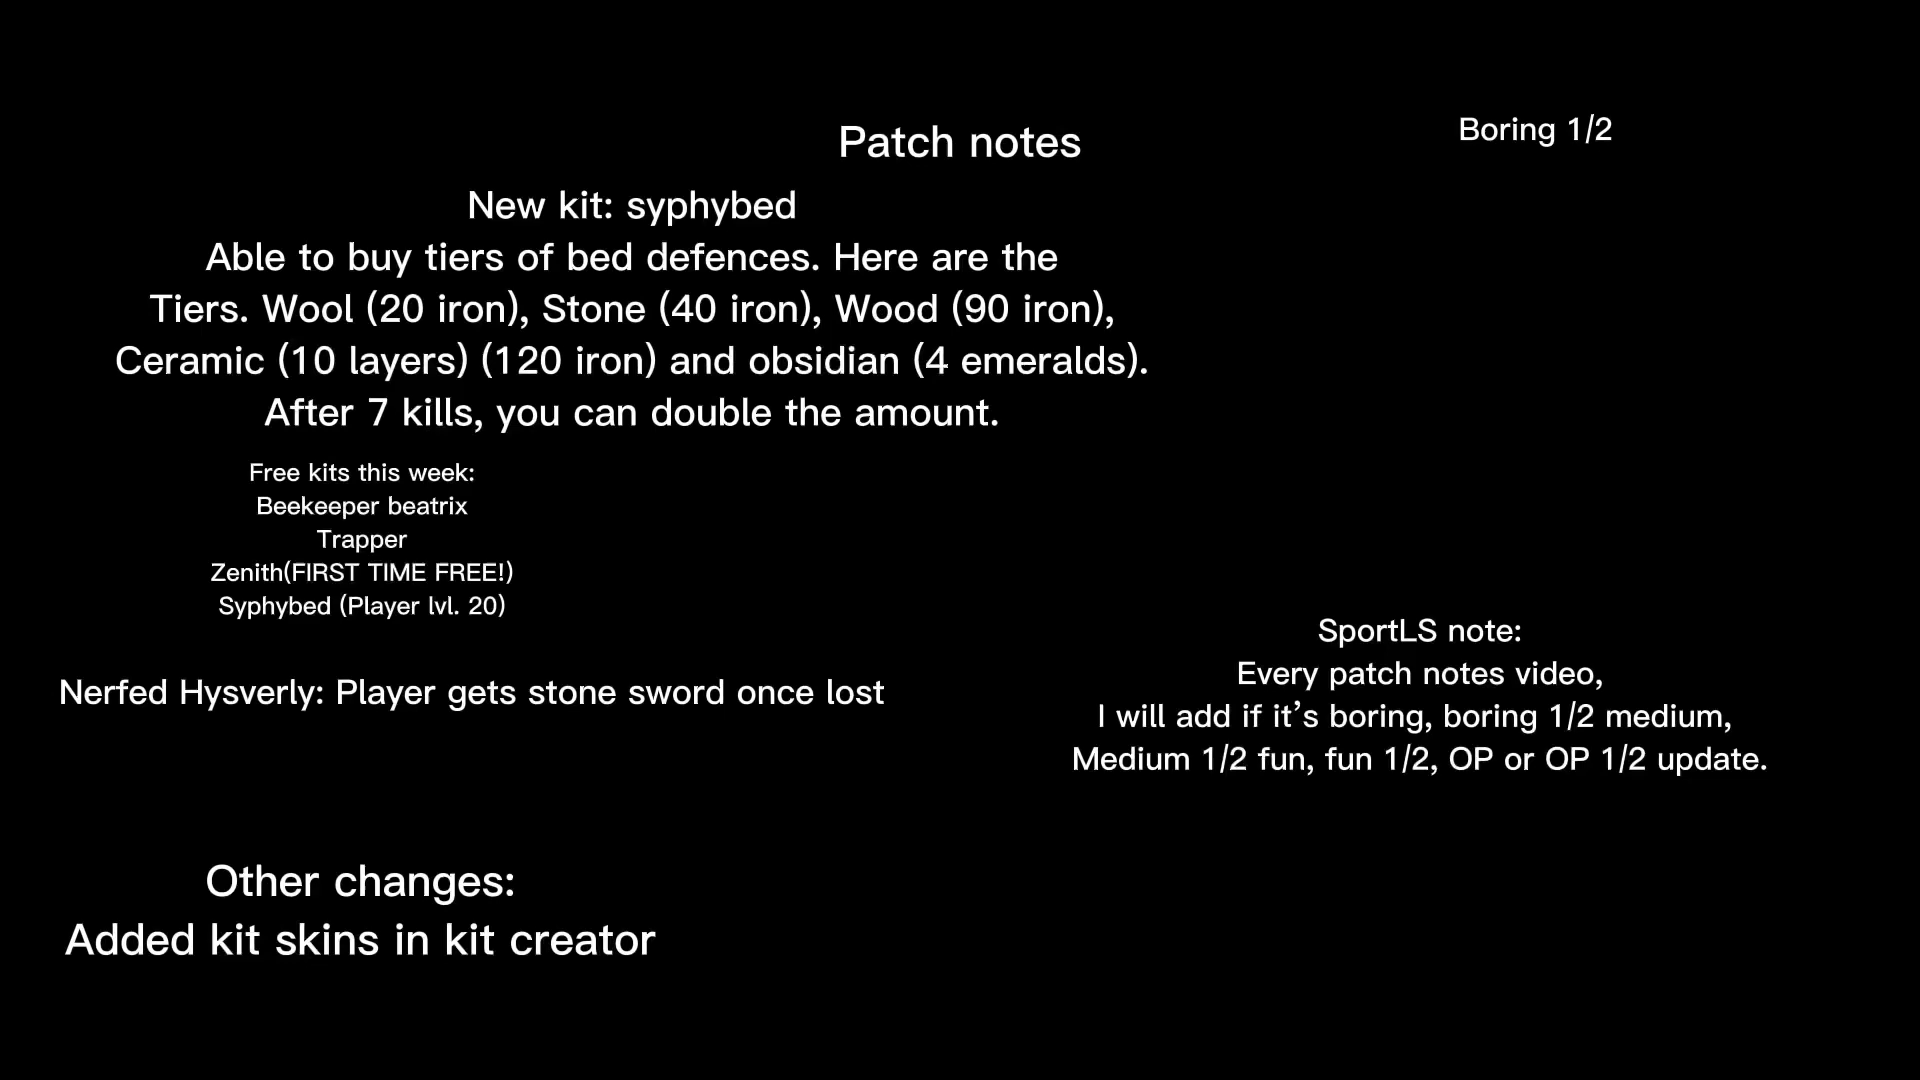 Patch notes
Boring 1/2
New kit: syphybed
Able to buy tiers of bed defences. Here are the
Tiers. Wool (20 iron), Stone (40 iron), Wood (90 iron),
Ceramic (10 layers) (120 iron) and obsidian (4 emeralds).
After 7 kills, you can double the amount.
Free kits this week:
Beekeeper beatrix
Trapper
Zenith(FIRST TIME FREE!)
Syphybed (Player lvl. 20)
Nerfed Hysverly: Player gets stone sword once lost
SportLS note:
Every patch notes video,
I will add if it’s boring, boring 1/2 medium,
Medium 1/2 fun, fun 1/2, OP or OP 1/2 update.
Other changes:
Added kit skins in kit creator